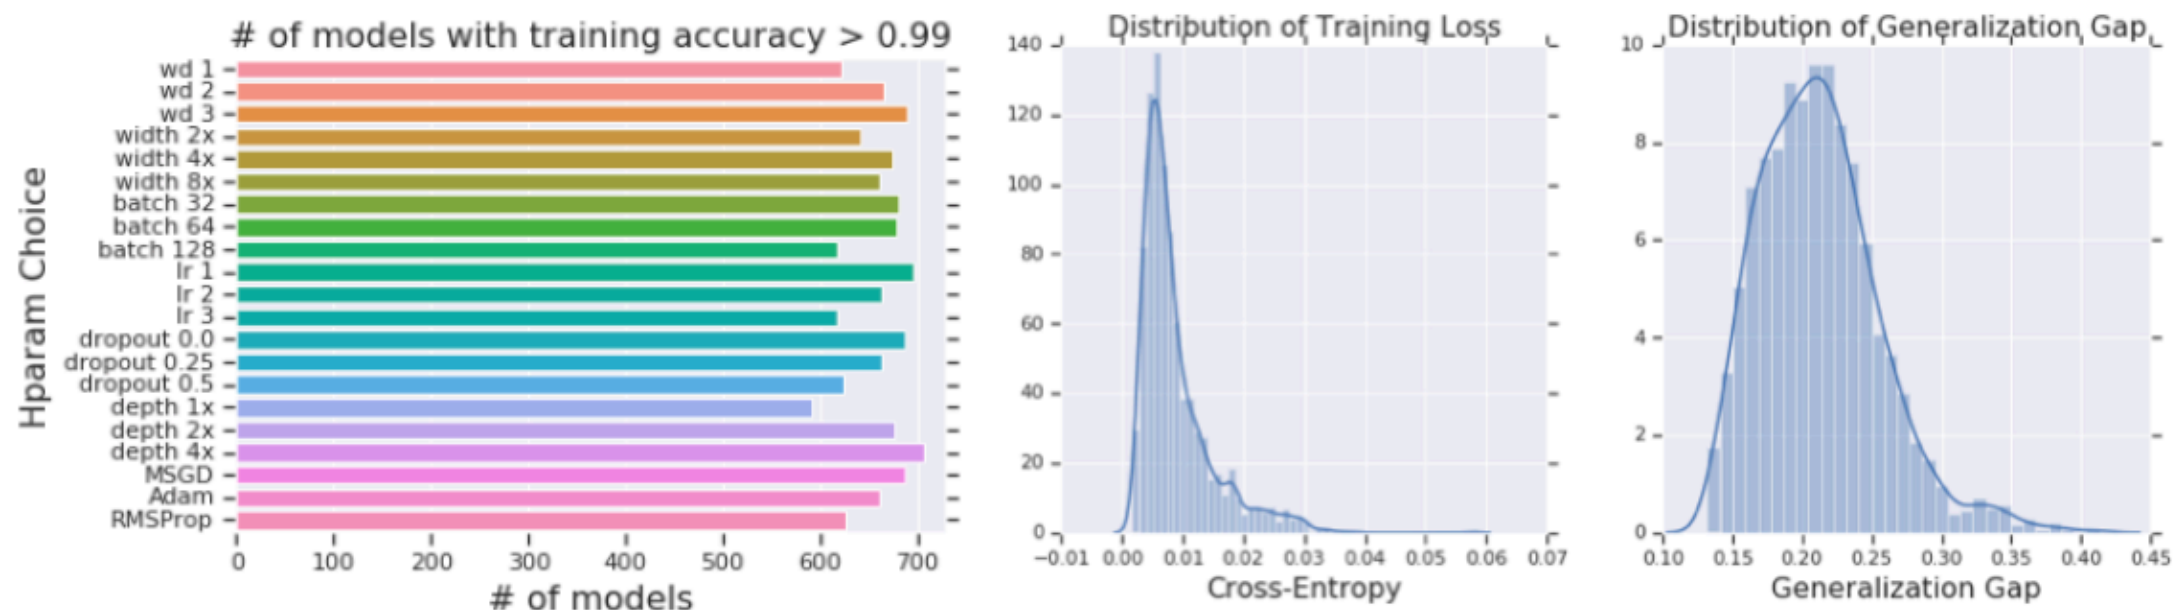 # of models with training accuracy > 0.99
Hparam Choice
wd 1
wd 2
wd 3
width 2x
width 4x
width 8x
batch 32
batch 64
batch 128
lr 1
lr 2
lr 3
dropout 0.0
dropout 0.25
dropout 0.5
depth 1x
depth 2x
depth 4x
MSGD
Adam
RMSProp
0 100 200 300 400 500 600 700
# of models
Distribution of Training Loss
140
120
100
80
60
40
20
0
−0.01 0.00 0.01 0.02 0.03 0.04 0.05 0.06 0.07
Cross-Entropy
Distribution of Generalization Gap
10
8
6
4
2
0
0.10 0.15 0.20 0.25 0.30 0.35 0.40 0.45
Generalization Gap